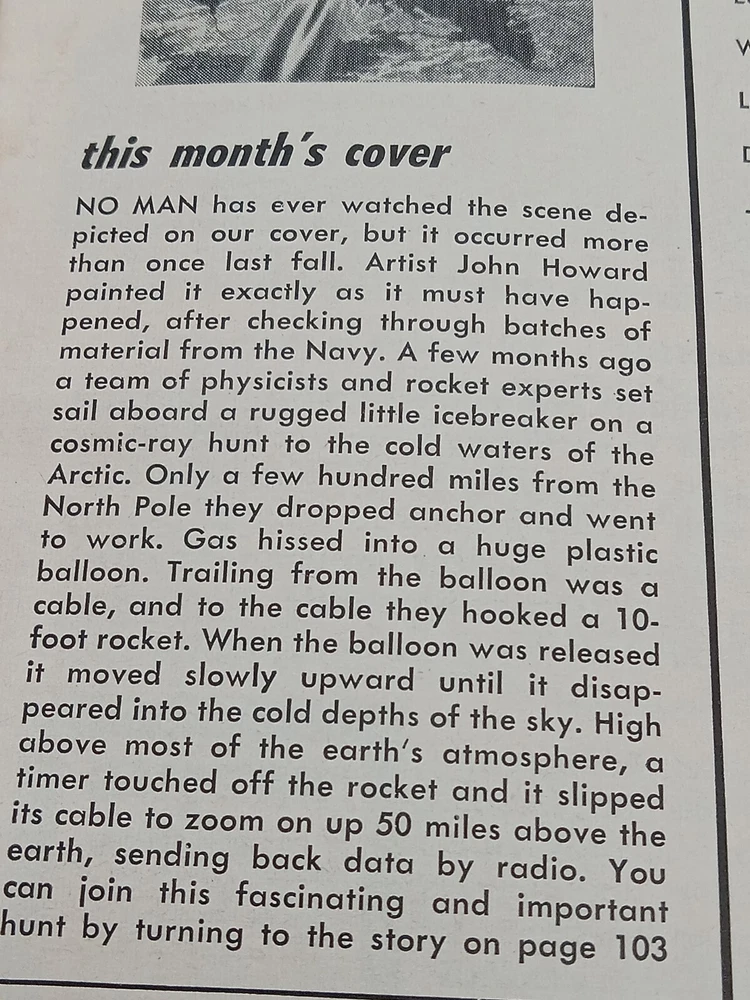 this month's cover
NO MAN has ever watched the scene de-
picted on our cover, but it occurred more
than once last fall. Artist John Howard
painted it exactly as it must have hap-
pened, after checking through batches of
material from the Navy. A few months ago
a team of physicists and rocket experts set
sail aboard a rugged little icebreaker on a
cosmic-ray hunt to the cold waters of the
Arctic. Only a few hundred miles from the
North Pole they dropped anchor and went
to work. Gas hissed into a huge plastic
balloon. Trailing from the balloon was a
cable, and to the cable they hooked a 10-
foot rocket. When the balloon was released
it moved slowly upward until it disap-
peared into the cold depths of the sky. High
above most of the earth's atmosphere, a
timer touched off the rocket and it slipped
its cable to zoom on up 50 miles above the
earth, sending back data by radio. You
can join this fascinating and important
hunt by turning to the story on page 103